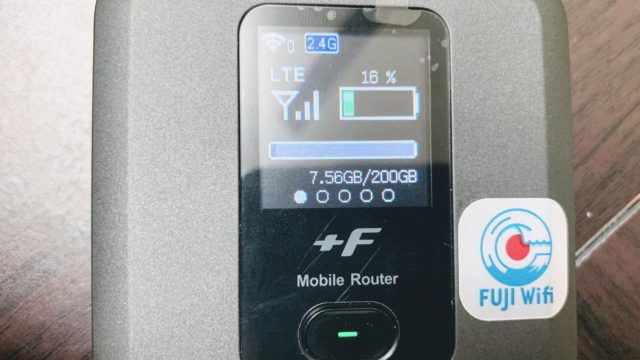 0 2.4G
LTE
16 %
7.56GB/200GB
+F
Mobile Router
FUJI Wifi